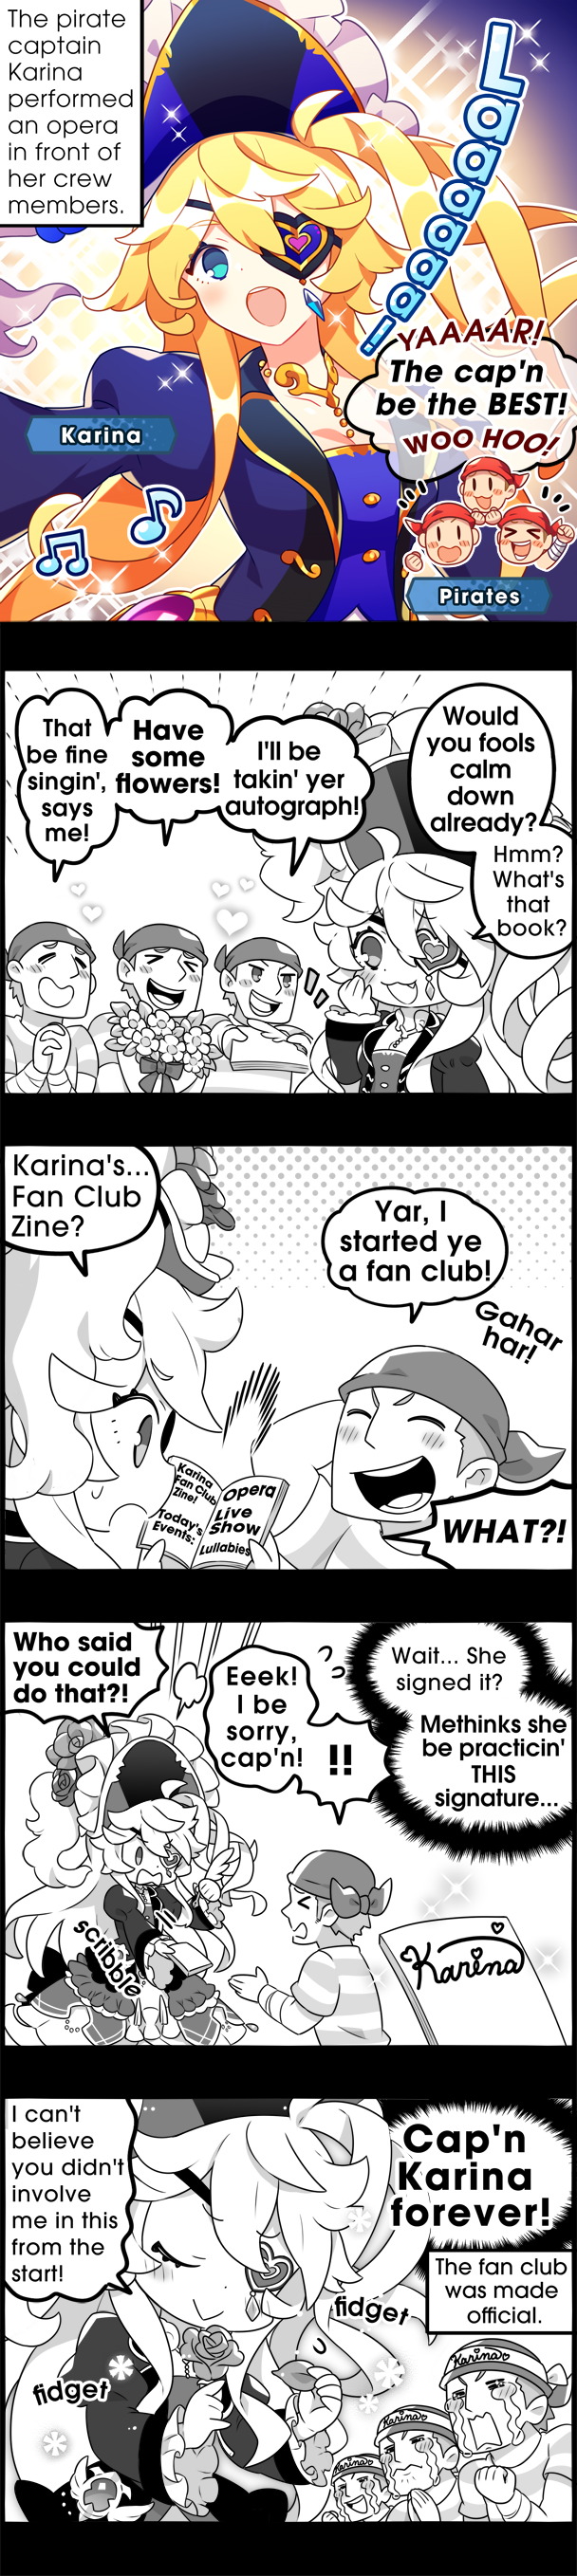 The pirate
captain
Karina
performed
an opera
in front of
her crew
members.
Laaaaaaa!
YAAAAR!
The cap'n
be the BEST!
WOO HOO!
Karina
Pirates
That
be fine
singin',
says
me!
Have
some
flowers!
I'll be
takin' yer
autograph!
Would
you fools
calm
down
already?
Hmm?
What's
that
book?
Karina's...
Fan Club
Zine?
Yar, I
started ye
a fan club!
Gahar
har!
Karina
Fan Club
Zine!
Today's
Events:
Opera
Live
Show
Lullabies
WHAT?!
Who said
you could
do that?!
Eeek!
I be
sorry,
cap'n!
!!
Wait... She
signed it?
Methinks she
be practicin'
THIS
signature...
scribble
Karina
I can't
believe
you didn't
involve
me in this
from the
start!
Cap'n
Karina
forever!
The fan club
was made
official.
fidget
fidget
Karina
Karina
Karina